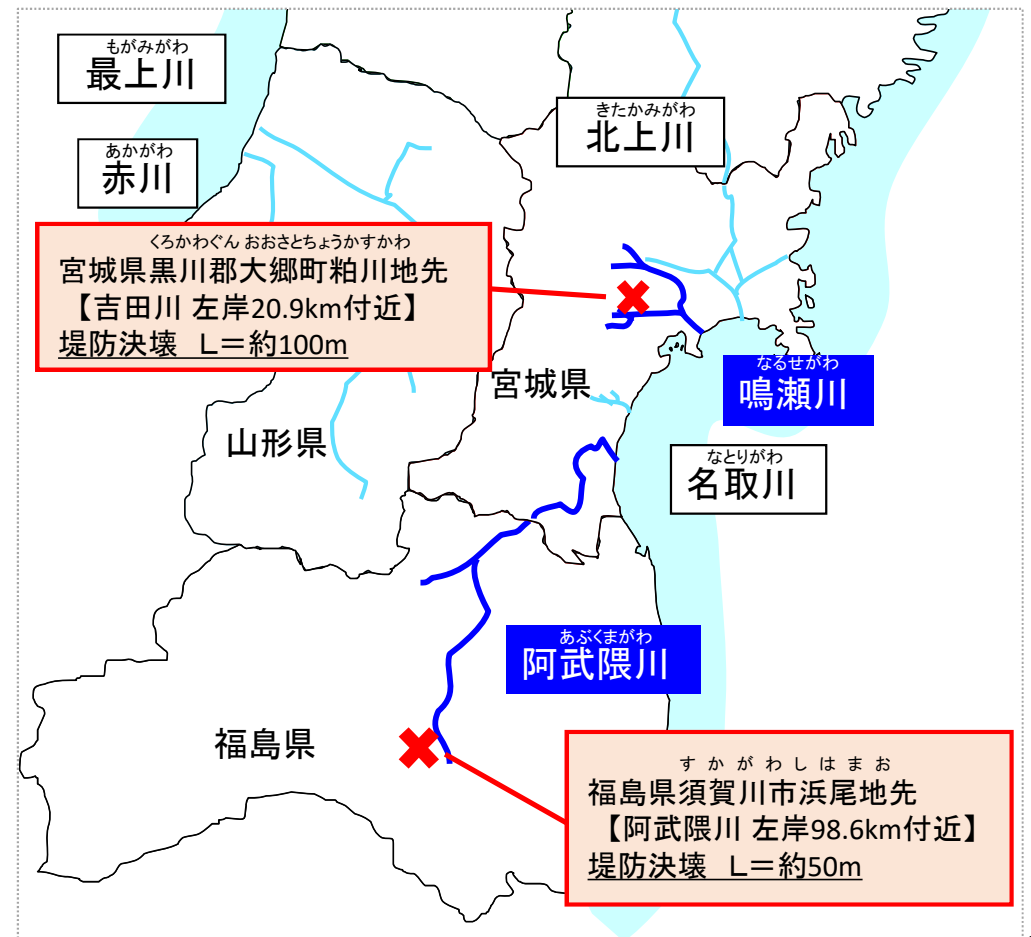 もがみがわ
最上川
きたかみがわ
北上川
あかがわ
赤川
くろかわぐん おおさとちょうかすかわ
宮城県黒川郡大郷町粕川地先
【吉田川 左岸20.9km付近】
堤防決壊 L=約100m
宮城県
なるせがわ
鳴瀬川
山形県
なとりがわ
名取川
あぶくまがわ
阿武隈川
福島県
すかがわしはまお
福島県須賀川市浜尾地先
【阿武隈川 左岸98.6km付近】
堤防決壊 L=約50m